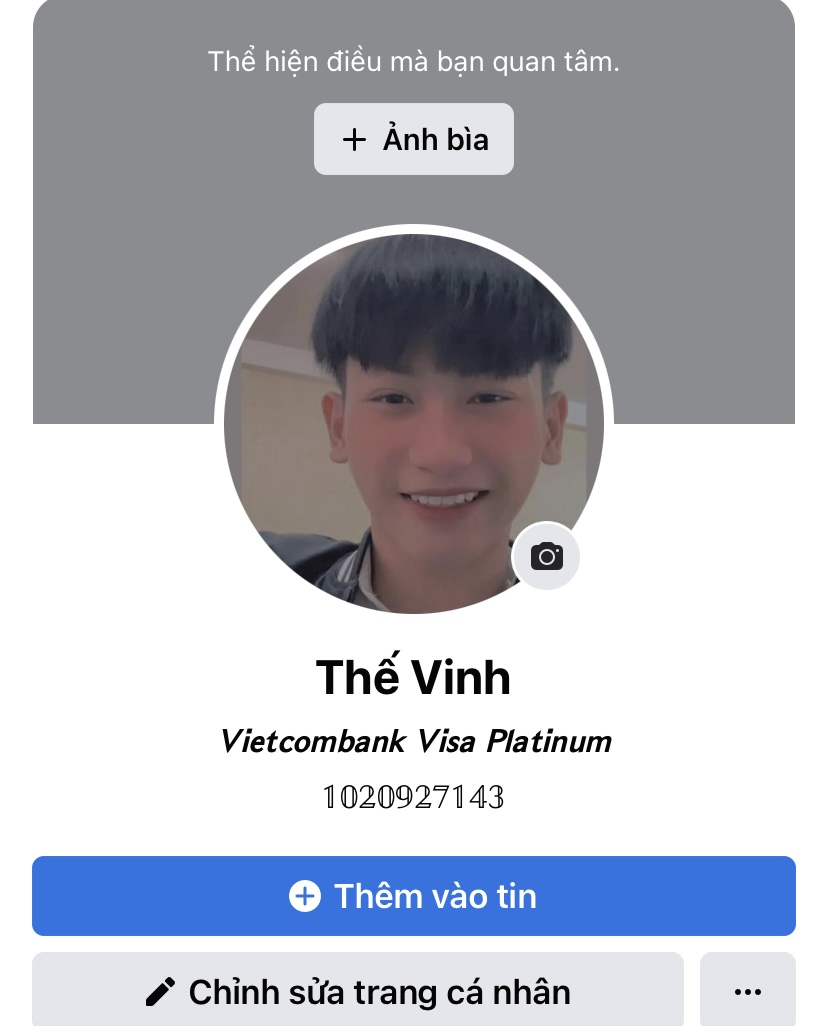 Thể hiện điều mà bạn quan tâm.
+ Ảnh bìa
Thế Vinh
Vietcombank Visa Platinum
1020927143
Thêm vào tin
Chỉnh sửa trang cá nhân